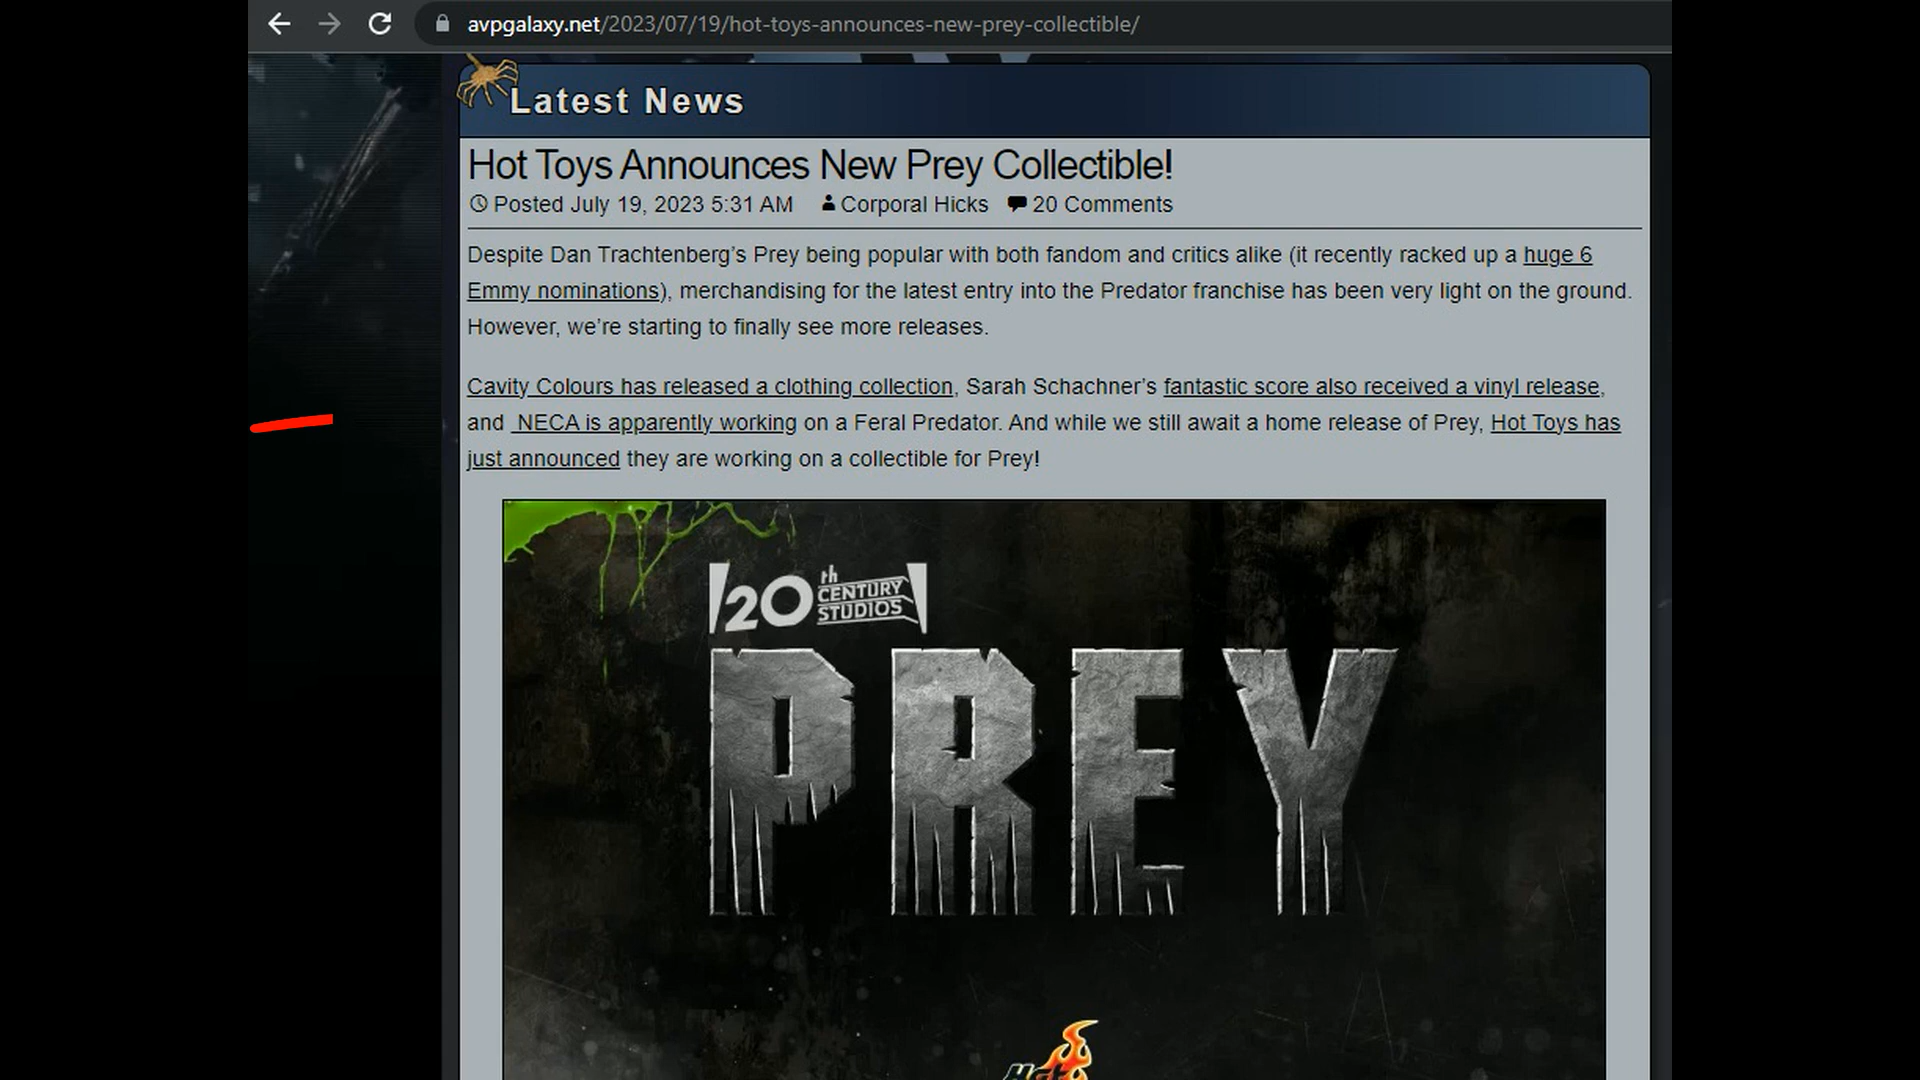 avpgalaxy.net/2023/07/19/hot-toys-announces-new-prey-collectible/
Latest News
Hot Toys Announces New Prey Collectible!
Posted July 19, 2023 5:31 AM Corporal Hicks 20 Comments
Despite Dan Trachtenberg’s Prey being popular with both fandom and critics alike (it recently racked up a huge 6
Emmy nominations), merchandising for the latest entry into the Predator franchise has been very light on the ground.
However, we’re starting to finally see more releases.
Cavity Colours has released a clothing collection, Sarah Schachner’s fantastic score also received a vinyl release,
and NECA is apparently working on a Feral Predator. And while we still await a home release of Prey, Hot Toys has
just announced they are working on a collectible for Prey!
20th CENTURY STUDIOS
PREY
Hot